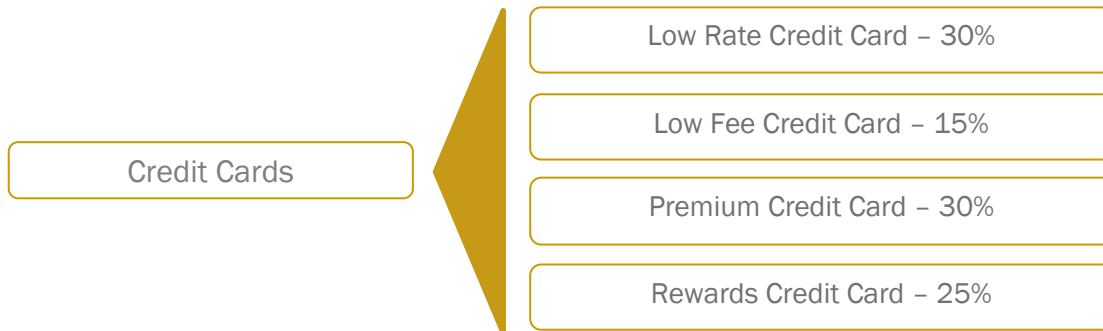 Low Rate Credit Card – 30%
Low Fee Credit Card – 15%
Credit Cards
Premium Credit Card – 30%
Rewards Credit Card – 25%